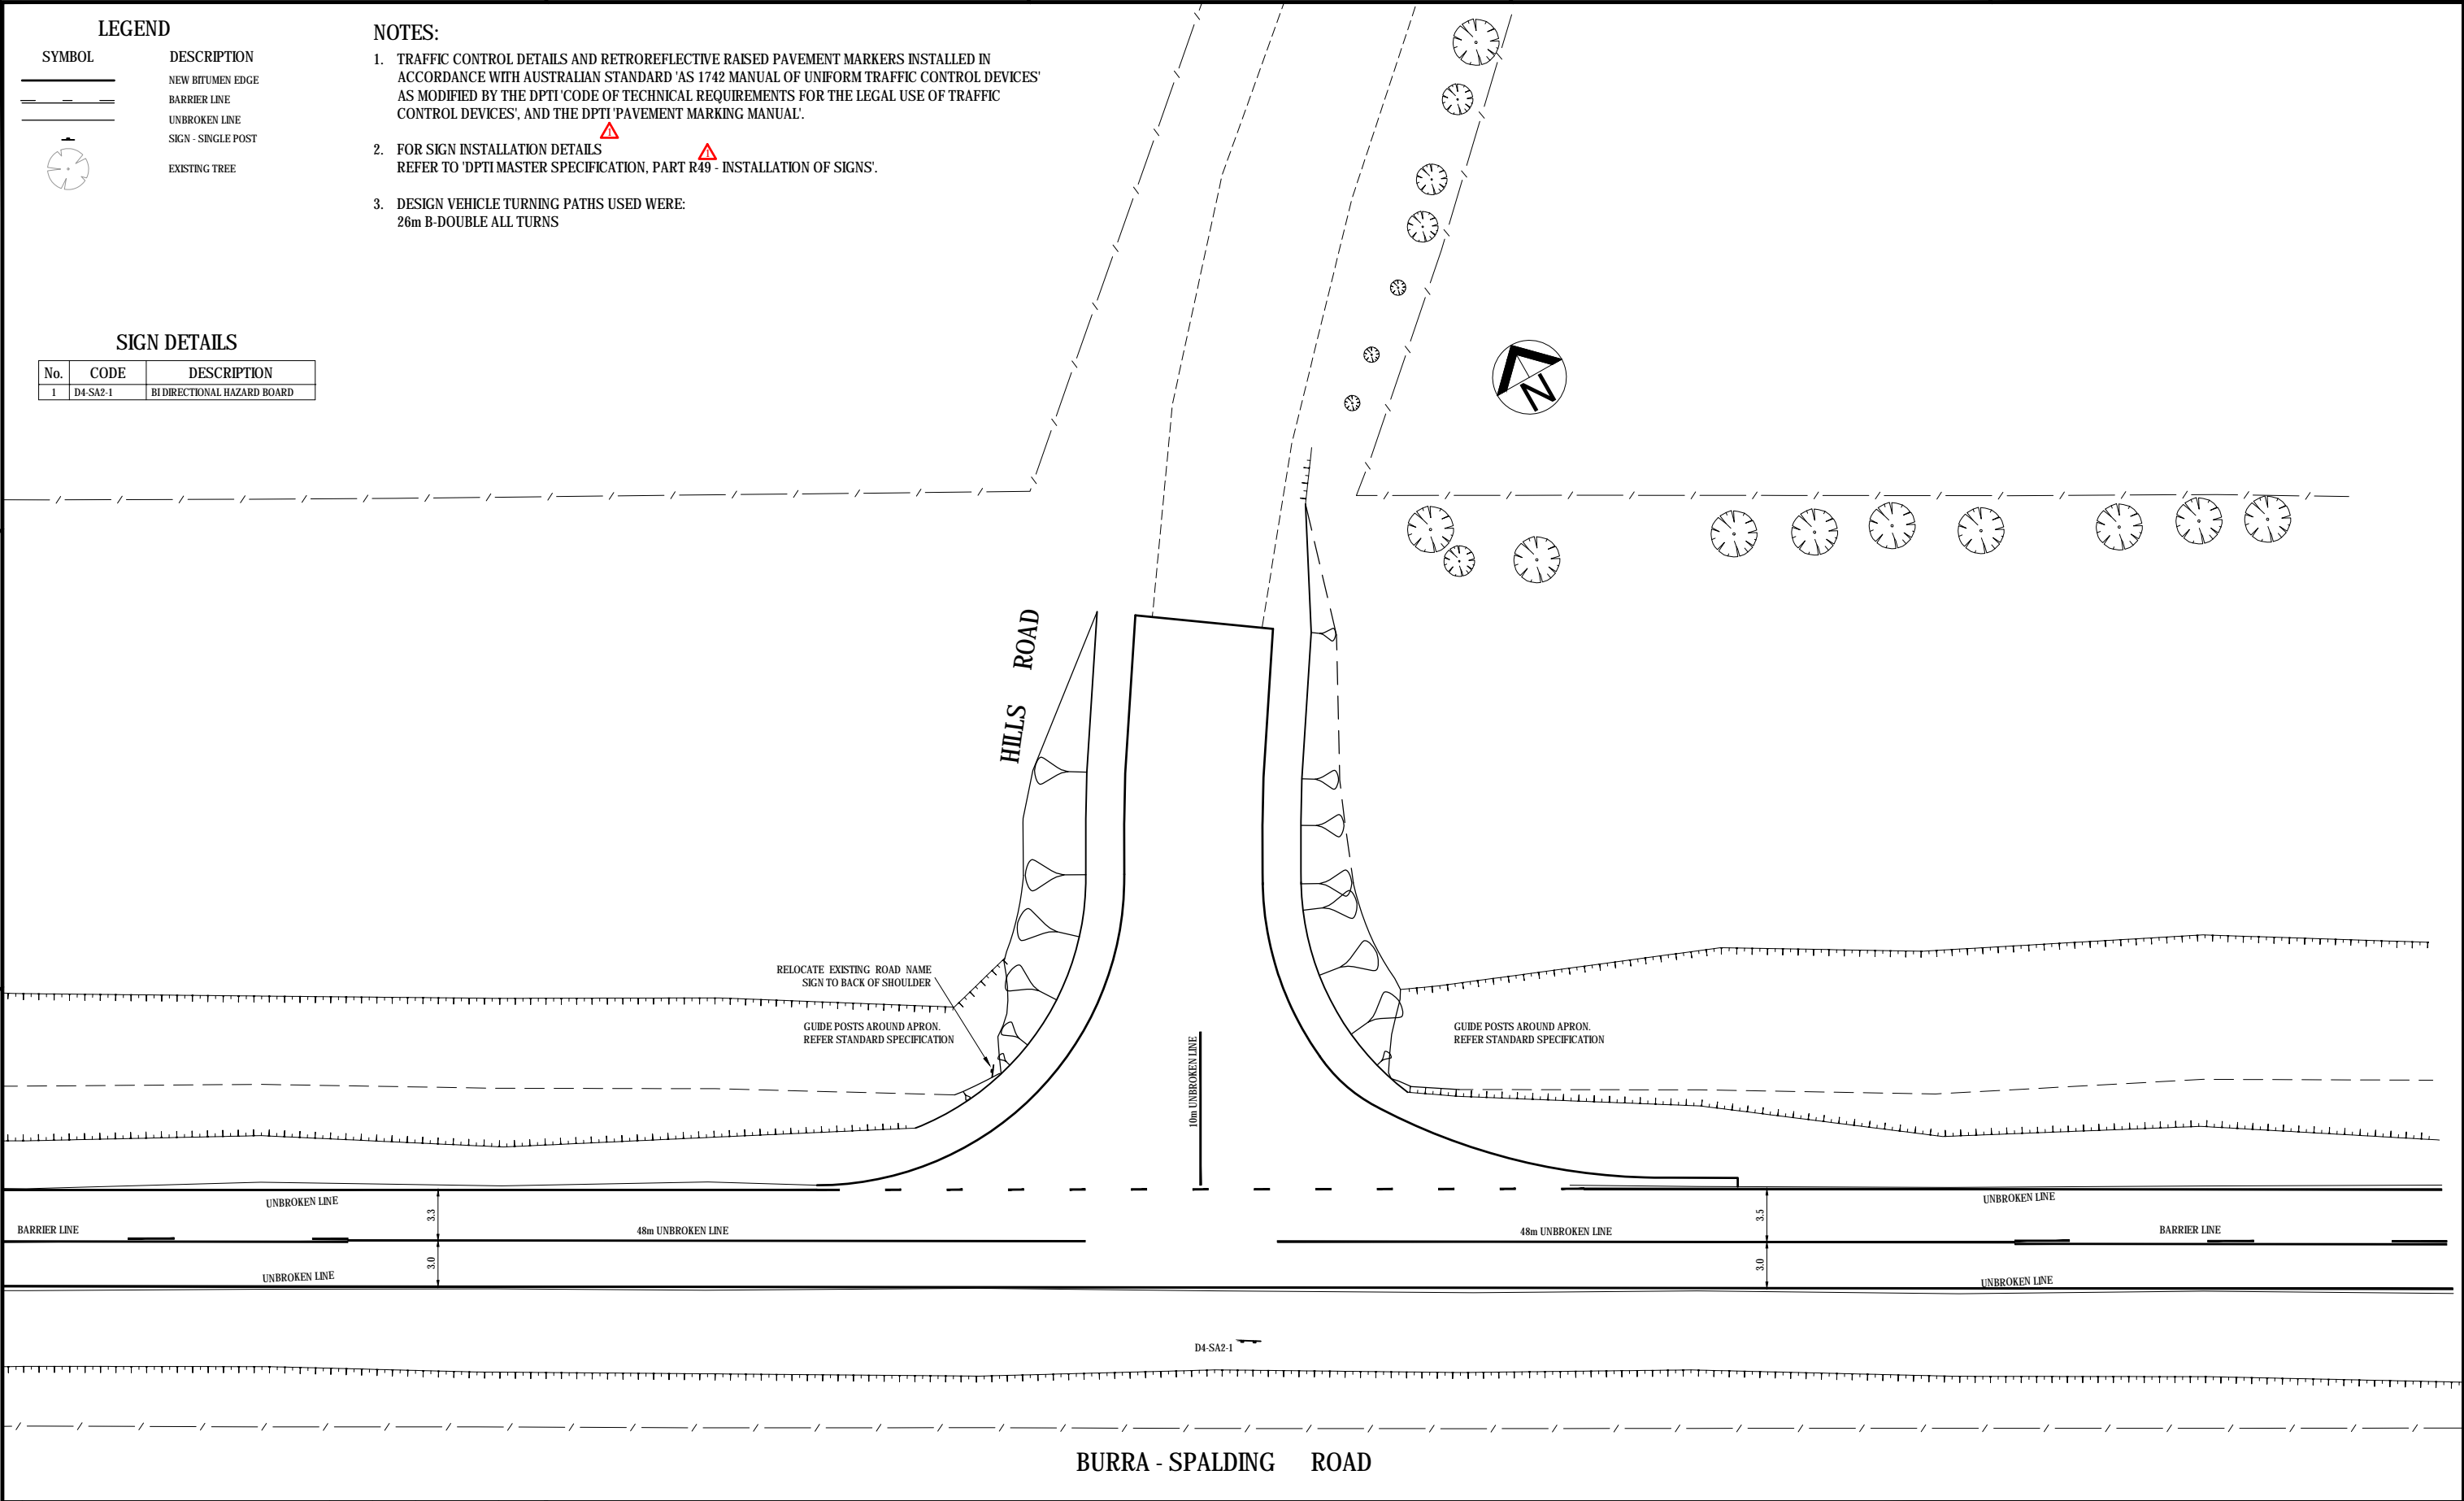 LEGEND
SYMBOL DESCRIPTION
NEW BITUMEN EDGE
BARRIER LINE
UNBROKEN LINE
SIGN - SINGLE POST
EXISTING TREE
NOTES:
1. TRAFFIC CONTROL DETAILS AND RETROREFLECTIVE RAISED PAVEMENT MARKERS INSTALLED IN
ACCORDANCE WITH AUSTRALIAN STANDARD 'AS 1742 MANUAL OF UNIFORM TRAFFIC CONTROL DEVICES'
AS MODIFIED BY THE DPTI 'CODE OF TECHNICAL REQUIREMENTS FOR THE LEGAL USE OF TRAFFIC
CONTROL DEVICES', AND THE DPTI 'PAVEMENT MARKING MANUAL'.
1
2. FOR SIGN INSTALLATION DETAILS
1
REFER TO 'DPTI MASTER SPECIFICATION, PART R49 - INSTALLATION OF SIGNS'.
3. DESIGN VEHICLE TURNING PATHS USED WERE:
26m B-DOUBLE ALL TURNS
SIGN DETAILS
No. CODE DESCRIPTION
1 D4-SA2-1 BI DIRECTIONAL HAZARD BOARD
N
HILLS ROAD
RELOCATE EXISTING ROAD NAME
SIGN TO BACK OF SHOULDER
GUIDE POSTS AROUND APRON.
REFER STANDARD SPECIFICATION
GUIDE POSTS AROUND APRON.
REFER STANDARD SPECIFICATION
10m UNBROKEN LINE
UNBROKEN LINE
UNBROKEN LINE
3.3
3.5
BARRIER LINE
48m UNBROKEN LINE
48m UNBROKEN LINE
BARRIER LINE
3.0
3.0
UNBROKEN LINE
UNBROKEN LINE
D4-SA2-1
BURRA - SPALDING ROAD